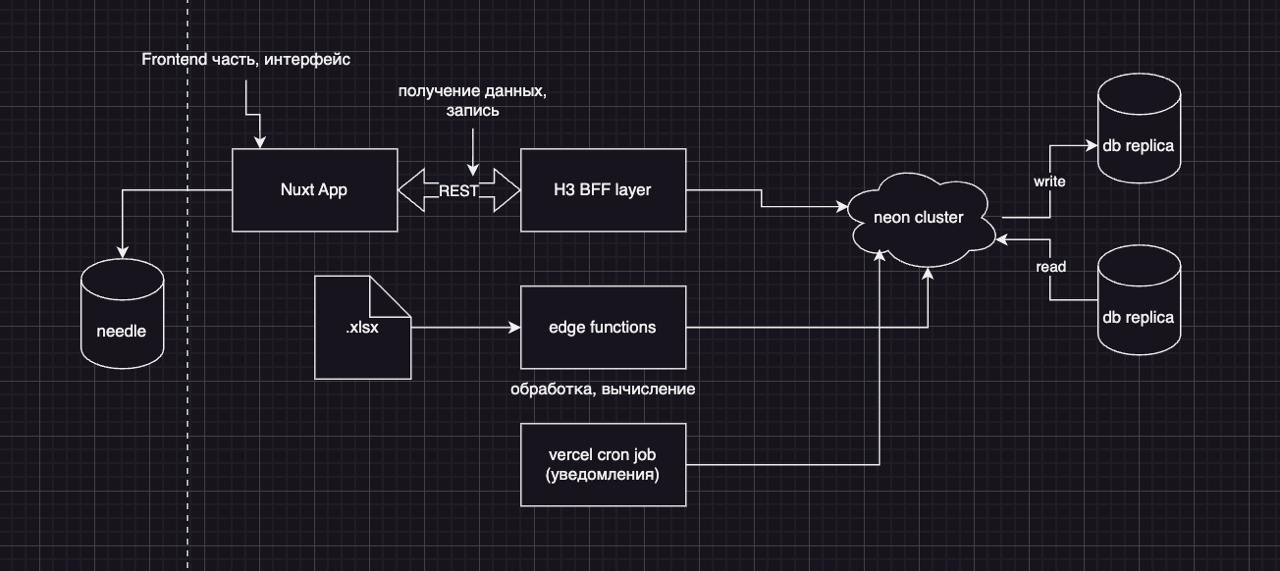 Frontend часть, интерфейс
получение данных,
запись
Nuxt App
REST
H3 BFF layer
neon cluster
db replica
write
read
db replica
needle
.xlsx
edge functions
обработка, вычисление
vercel cron job
(уведомления)